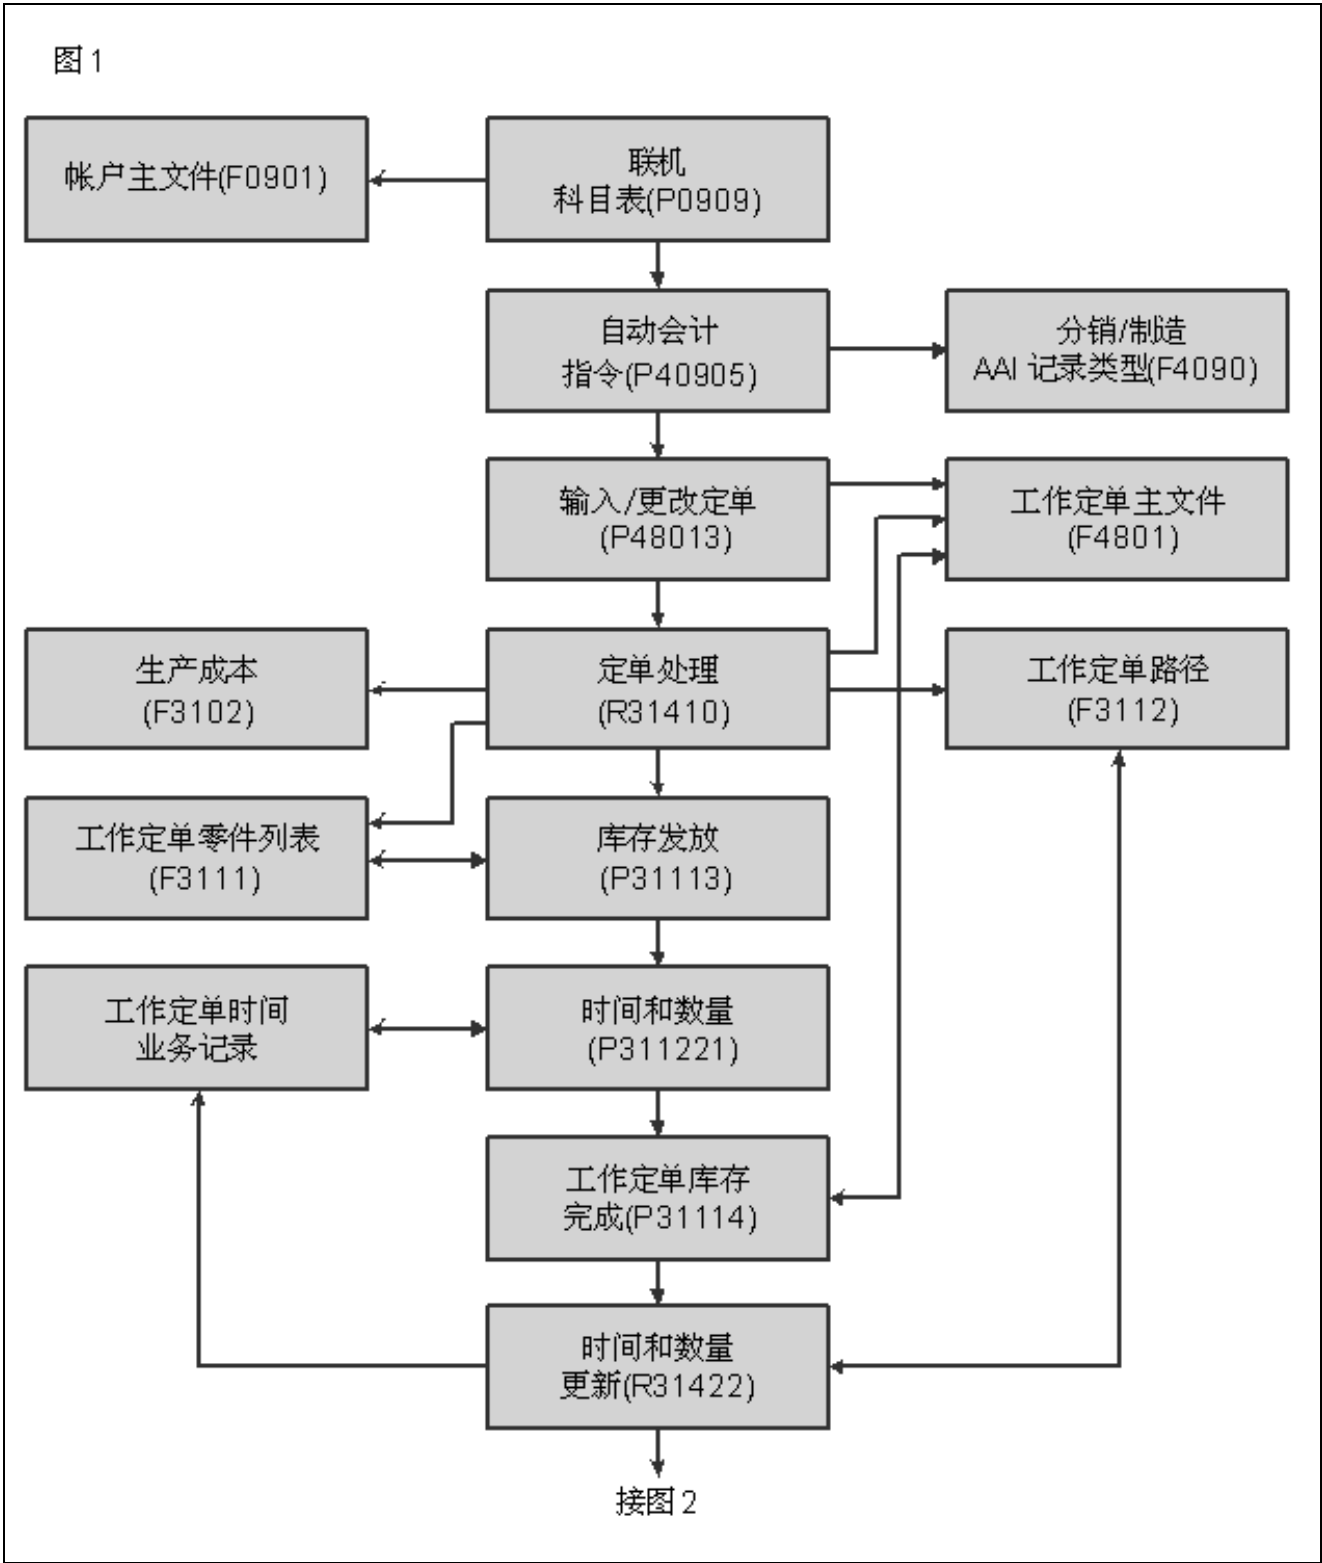 图 1
帐户主文件(F0901)
联机
科目表(P0909)
自动会计
指令(P40905)
分销/制造
AAI 记录类型(F4090)
输入/更改定单
(P48013)
工作定单主文件
(F4801)
生产成本
(F3102)
定单处理
(R31410)
工作定单路径
(F3112)
工作定单零件列表
(F3111)
库存发放
(P31113)
工作定单时间
业务记录
时间和数量
(P311221)
工作定单库存
完成(P31114)
时间和数量
更新(R31422)
接图 2